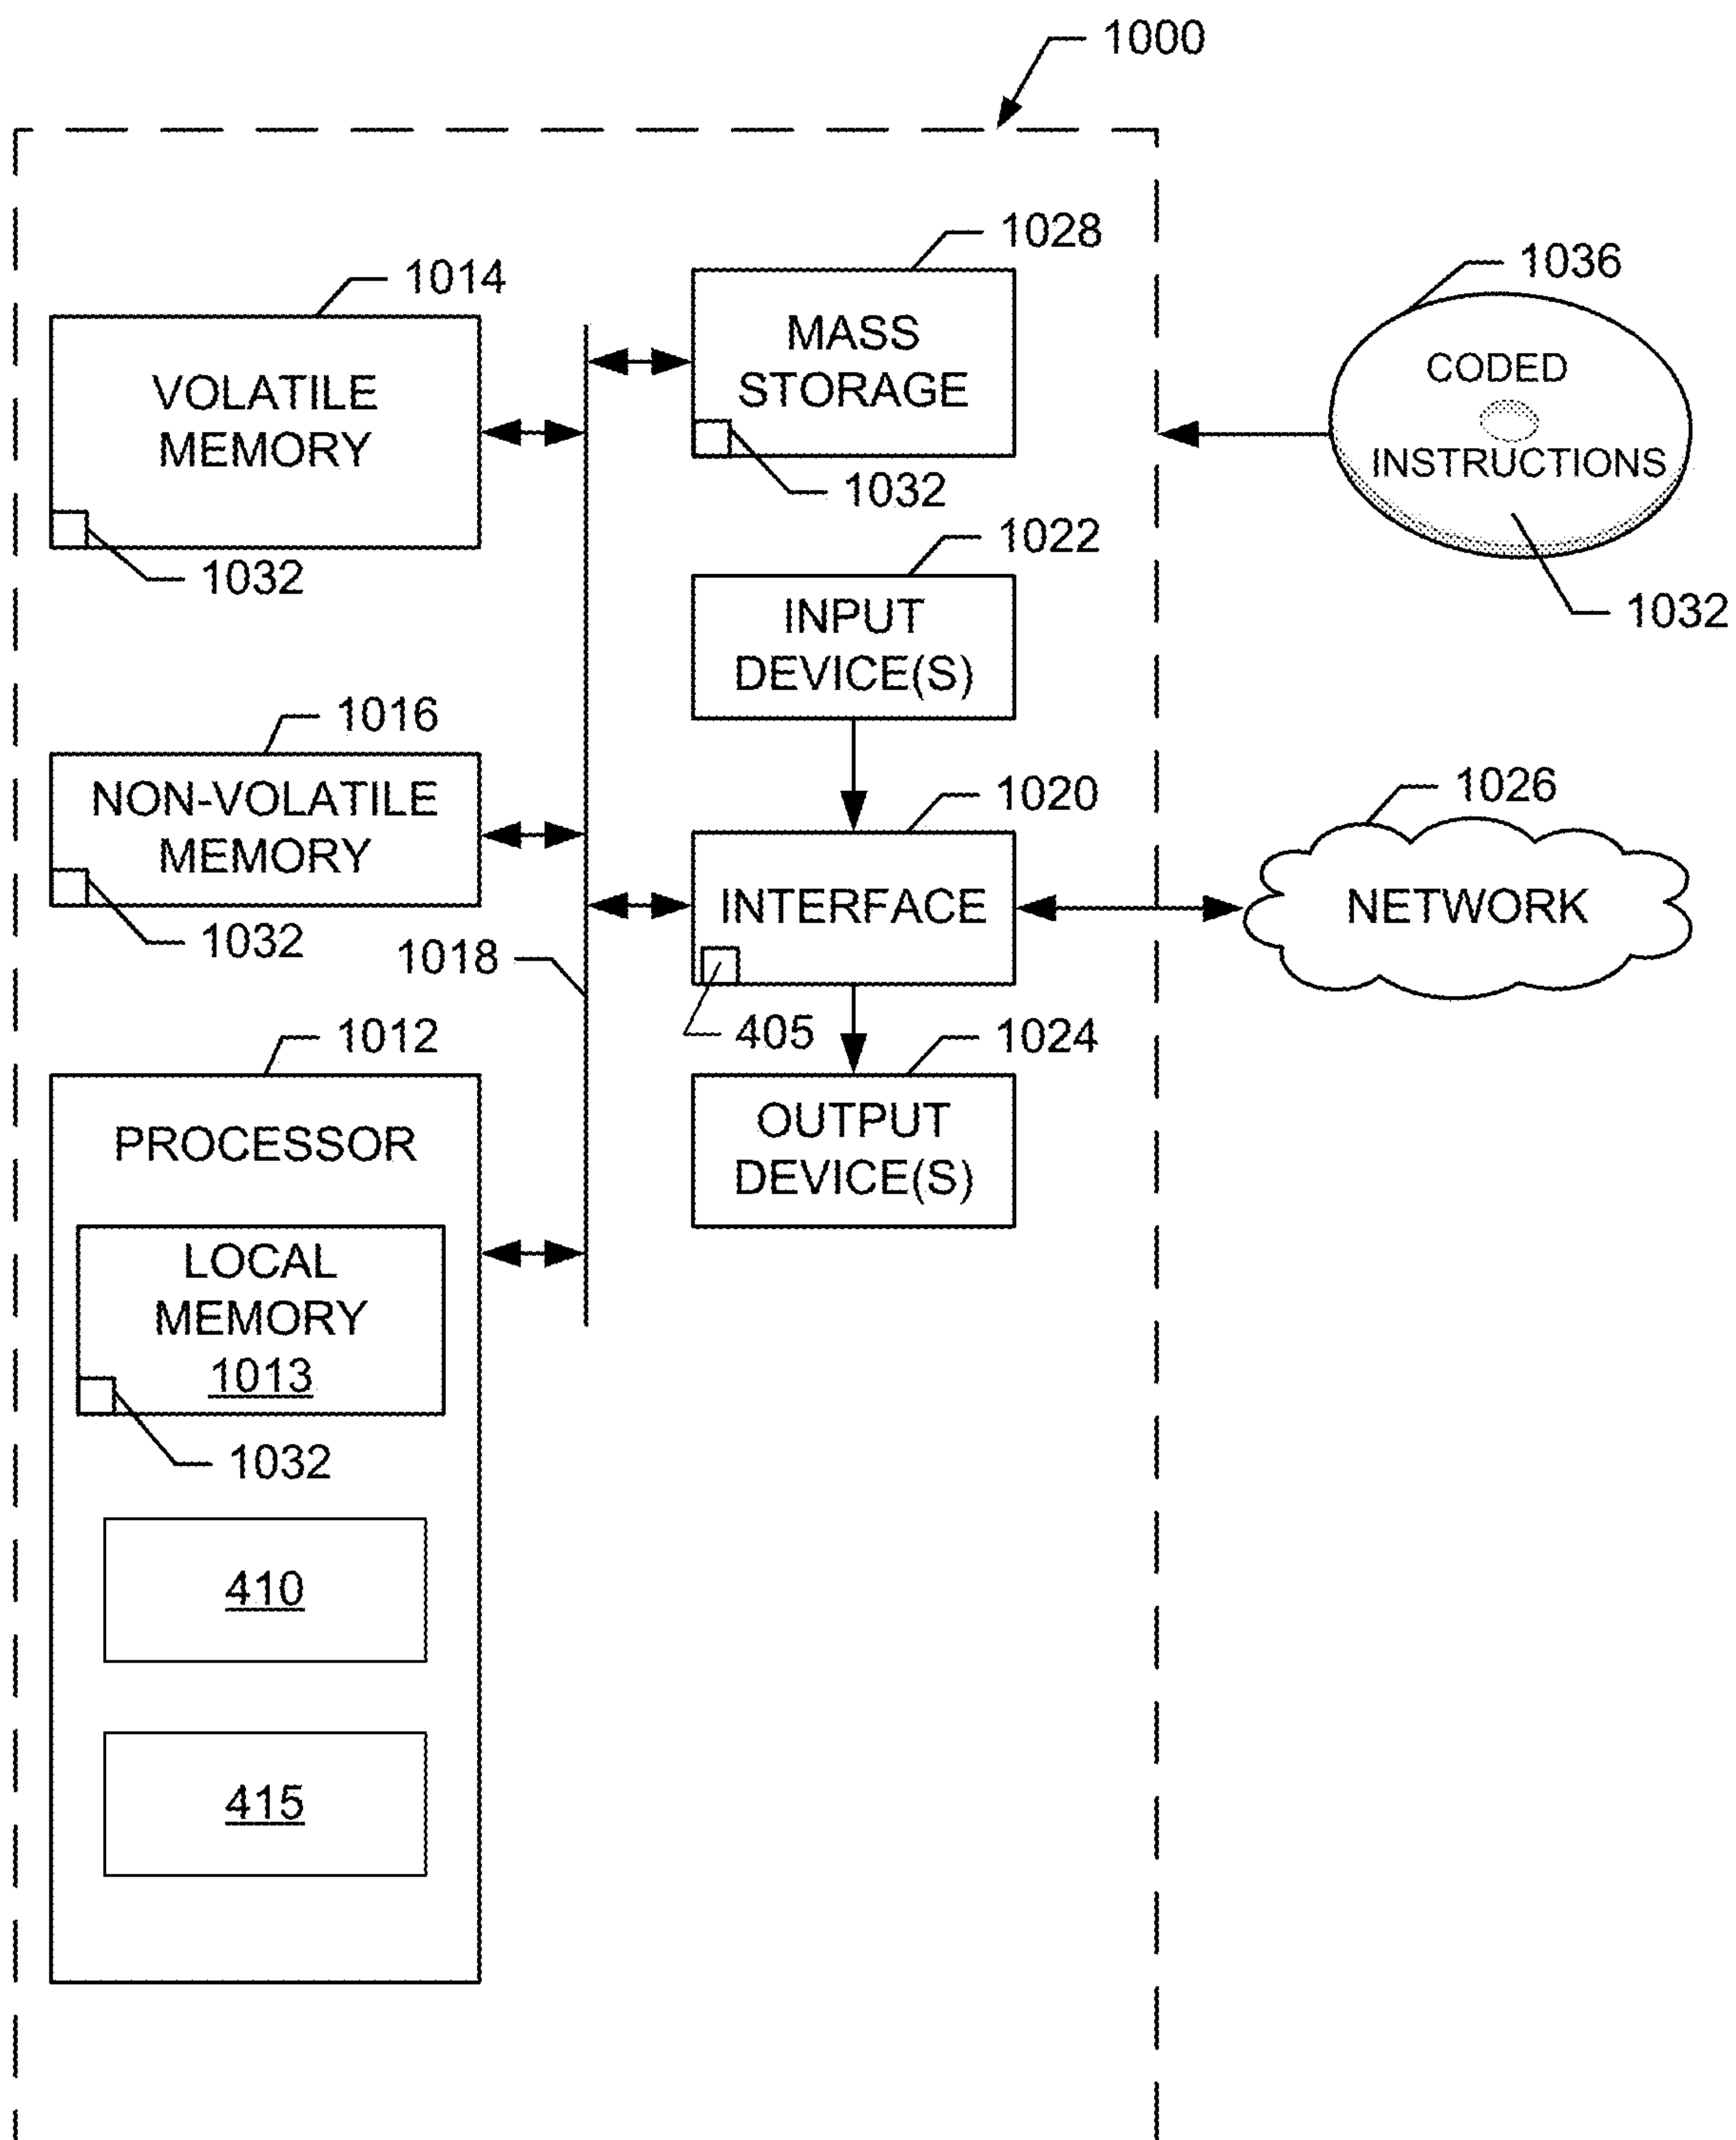 1000
1028
1014
1036
MASS
STORAGE
VOLATILE
MEMORY
CODED
INSTRUCTIONS
1032
1022
1032
1032
INPUT
DEVICE(S)
1016
1020
1026
NON-VOLATILE
MEMORY
INTERFACE
NETWORK
1032
1018
405
1012
1024
PROCESSOR
OUTPUT
DEVICE(S)
LOCAL
MEMORY
1013
1032
410
415